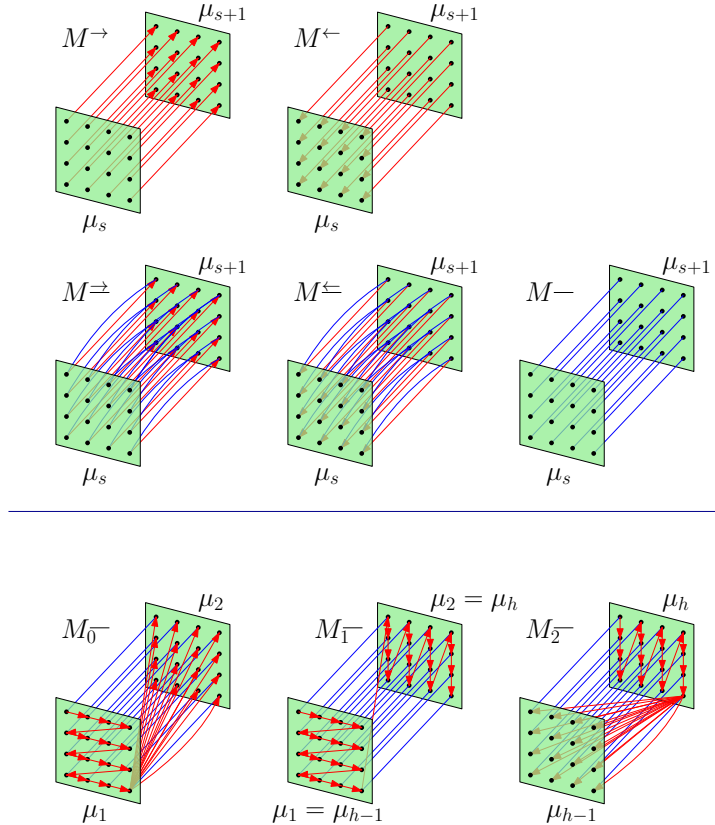 M→ μ_{s+1} M← μ_{s+1}
μ_s μ_s
M⇒ μ_{s+1} M⇐ μ_{s+1} M— μ_{s+1}
μ_s μ_s μ_s
M_0— μ_2 M_1— μ_2 = μ_h M_2— μ_h
μ_1 μ_1 = μ_{h−1} μ_{h−1}